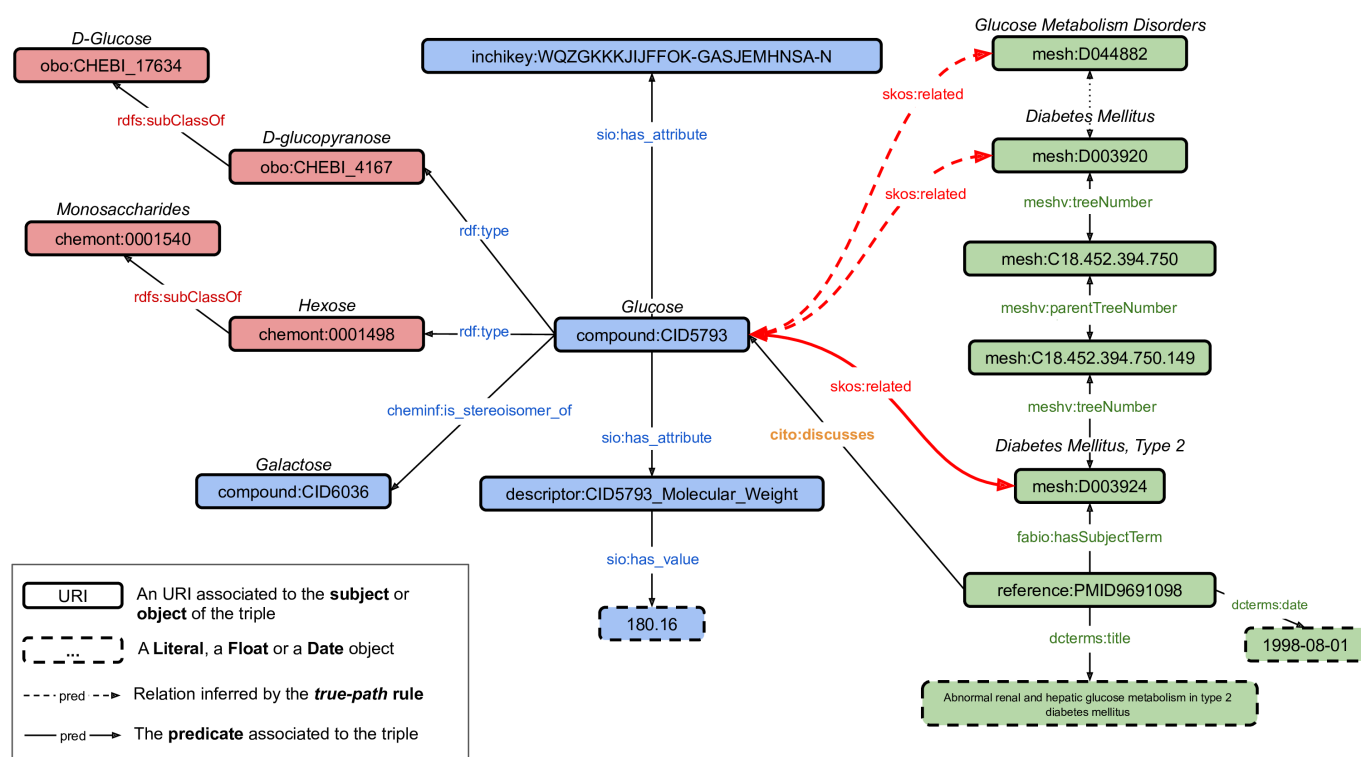 D-Glucose
obo:CHEBI_17634
rdfs:subClassOf
D-glucopyranose
obo:CHEBI_4167
Monosaccharides
chemont:0001540
rdfs:subClassOf
Hexose
chemont:0001498
rdf:type
rdf:type
inchikey:WQZGKKKJIJFFOK-GASJEMHNSA-N
sio:has_attribute
Glucose
compound:CID5793
cheminf:is_stereoisomer_of
Galactose
compound:CID6036
sio:has_attribute
descriptor:CID5793_Molecular_Weight
sio:has_value
180.16
Glucose Metabolism Disorders
mesh:D044882
skos:related
Diabetes Mellitus
mesh:D003920
skos:related
meshv:treeNumber
mesh:C18.452.394.750
meshv:parentTreeNumber
mesh:C18.452.394.750.149
skos:related
meshv:treeNumber
cito:discusses
Diabetes Mellitus, Type 2
mesh:D003924
fabio:hasSubjectTerm
reference:PMID9691098
dcterms:date
1998-08-01
dcterms:title
Abnormal renal and hepatic glucose metabolism in type 2
diabetes mellitus
URI
An URI associated to the subject or
object of the triple
...
A Literal, a Float or a Date object
pred
Relation inferred by the true-path rule
pred
The predicate associated to the triple